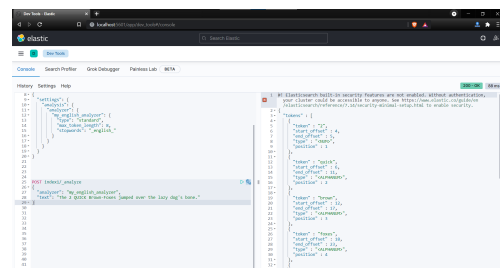 Dev Tools - Elastic
localhost:5601/app/dev_tools#/console
elastic
Search Elastic
Dev Tools
Console Search Profiler Grok Debugger Painless Lab BETA
History Settings Help
200 - OK
"settings": {
"analysis": {
"analyzer": {
"my_english_analyzer": {
"type": "standard",
"max_token_length": 5,
"stopwords": "_english_"
}
}
}
}
}
POST index1/_analyze
{
"analyzer": "my_english_analyzer",
"text": "The 2 QUICK Brown-Foxes jumped over the lazy dog's bone."
}
#! Elasticsearch built-in security features are not enabled. Without authentication,
your cluster could be accessible to anyone. See https://www.elastic.co/guide/en
/elasticsearch/reference/7.16/security-minimal-setup.html to enable security.
{
"tokens" : [
{
"token" : "2",
"start_offset" : 4,
"end_offset" : 5,
"type" : "<NUM>",
"position" : 1
},
{
"token" : "quick",
"start_offset" : 6,
"end_offset" : 11,
"type" : "<ALPHANUM>",
"position" : 2
},
{
"token" : "brown",
"start_offset" : 12,
"end_offset" : 17,
"type" : "<ALPHANUM>",
"position" : 3
},
{
"token" : "foxes",
"start_offset" : 18,
"end_offset" : 23,
"type" : "<ALPHANUM>",
"position" : 4
},
{